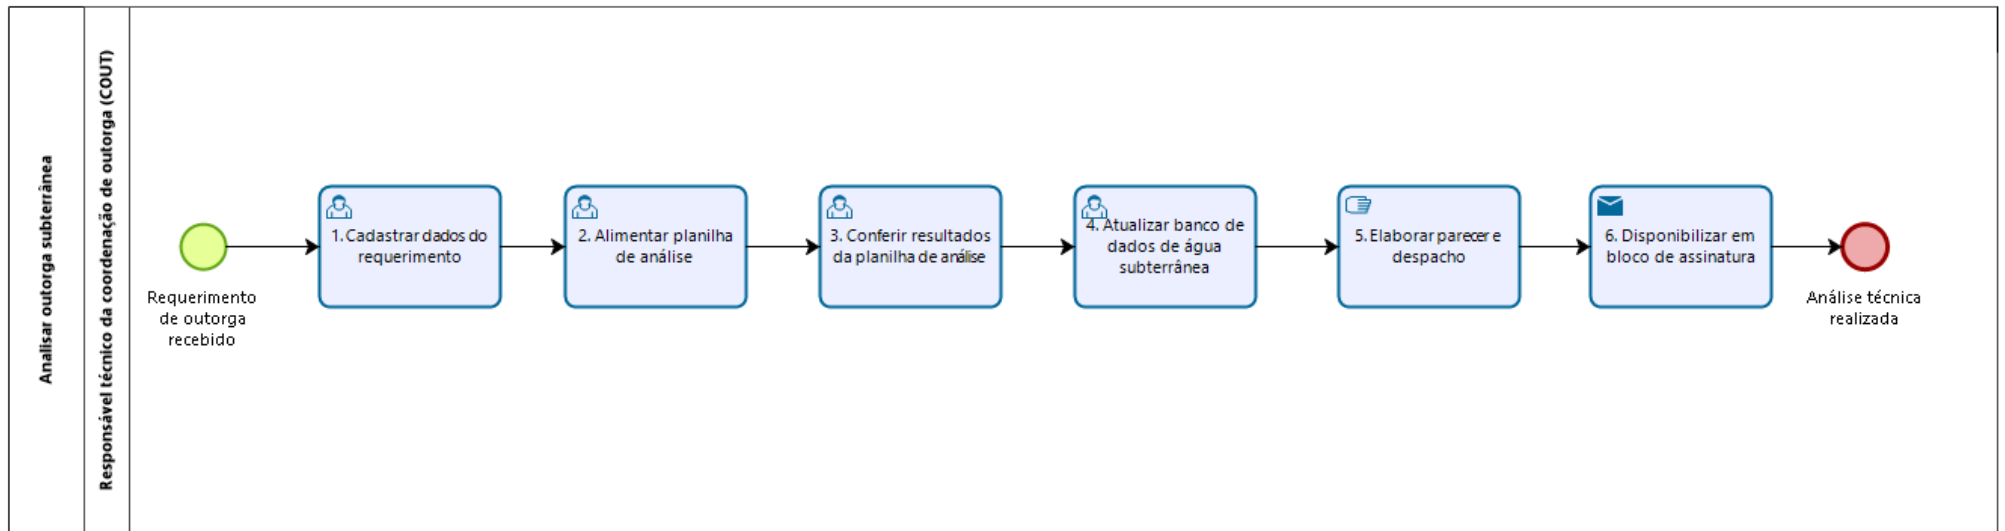 Analisar outorga subterrânea
Responsável técnico da coordenação de outorga (COUT)
Requerimento
de outorga
recebido
1. Cadastrar dados do
requerimento
2. Alimentar planilha
de análise
3. Conferir resultados
da planilha de análise
4. Atualizar banco de
dados de água
subterrânea
5. Elaborar parecer e
despacho
6. Disponibilizar em
bloco de assinatura
Análise técnica
realizada